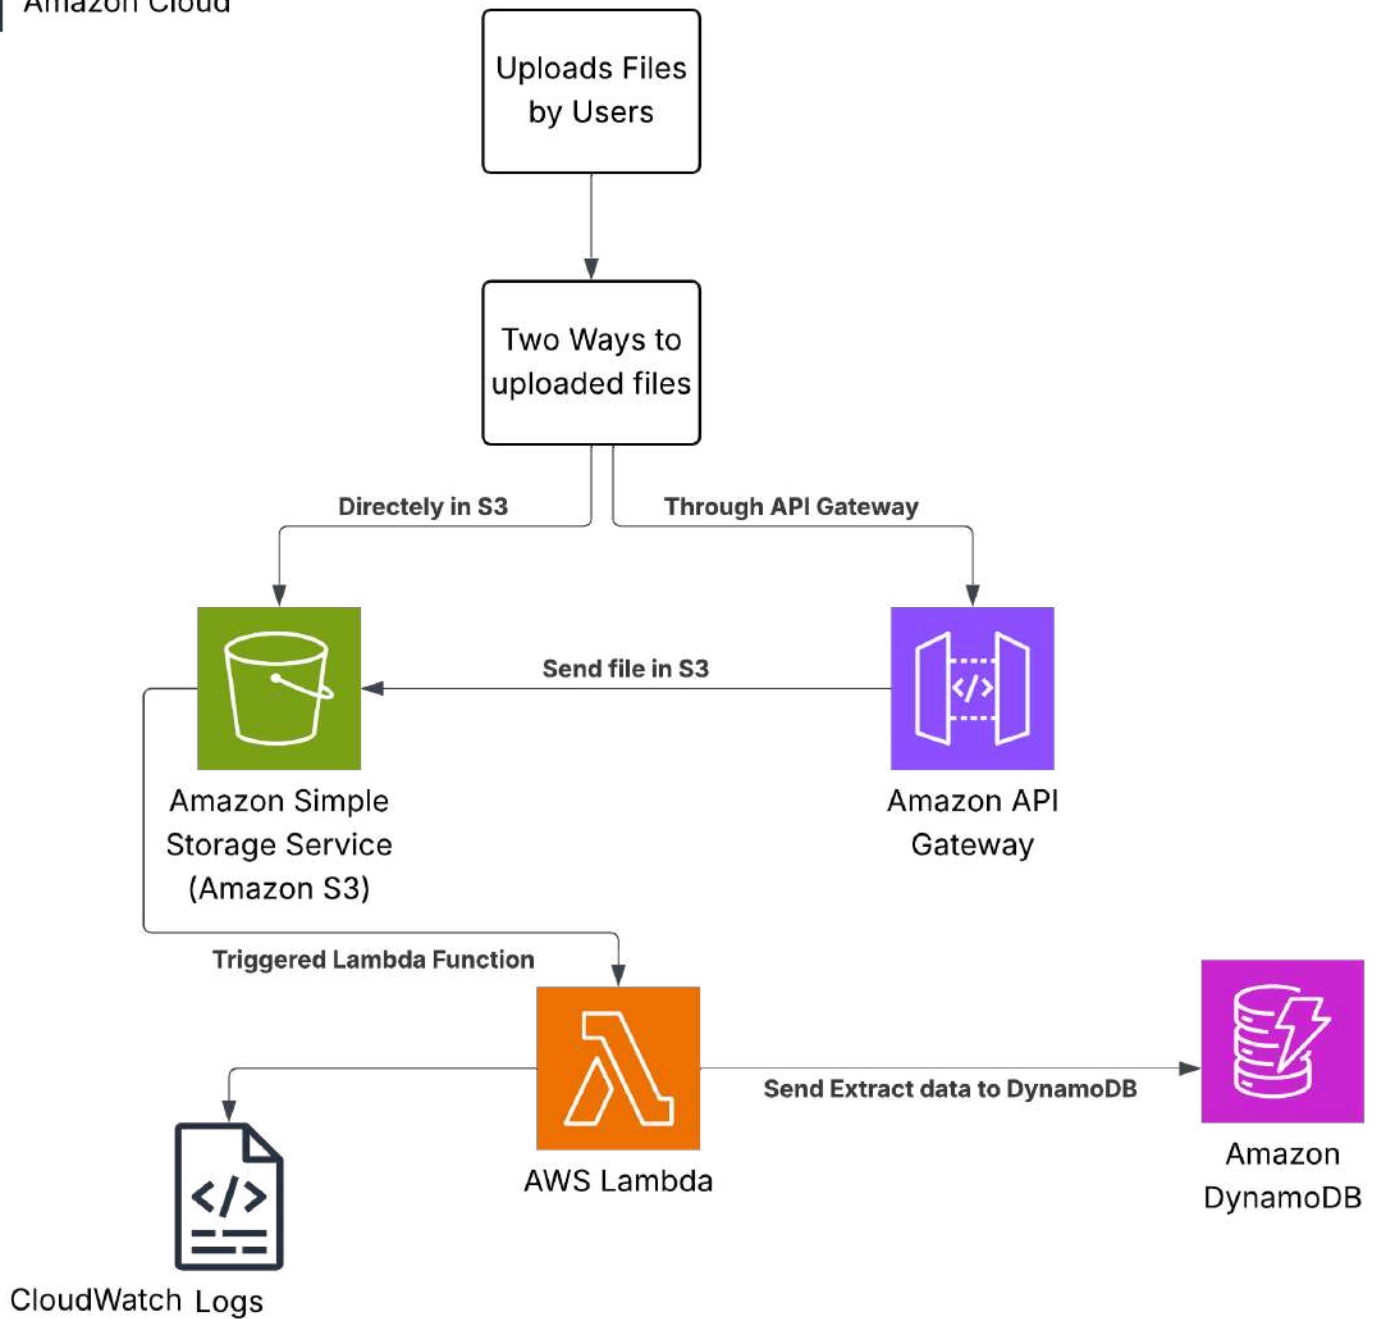 Amazon Cloud
Uploads Files
by Users
Two Ways to
uploaded files
Directely in S3
Through API Gateway
Send file in S3
Amazon Simple
Storage Service
(Amazon S3)
Amazon API
Gateway
Triggered Lambda Function
Send Extract data to DynamoDB
AWS Lambda
Amazon
DynamoDB
CloudWatch Logs